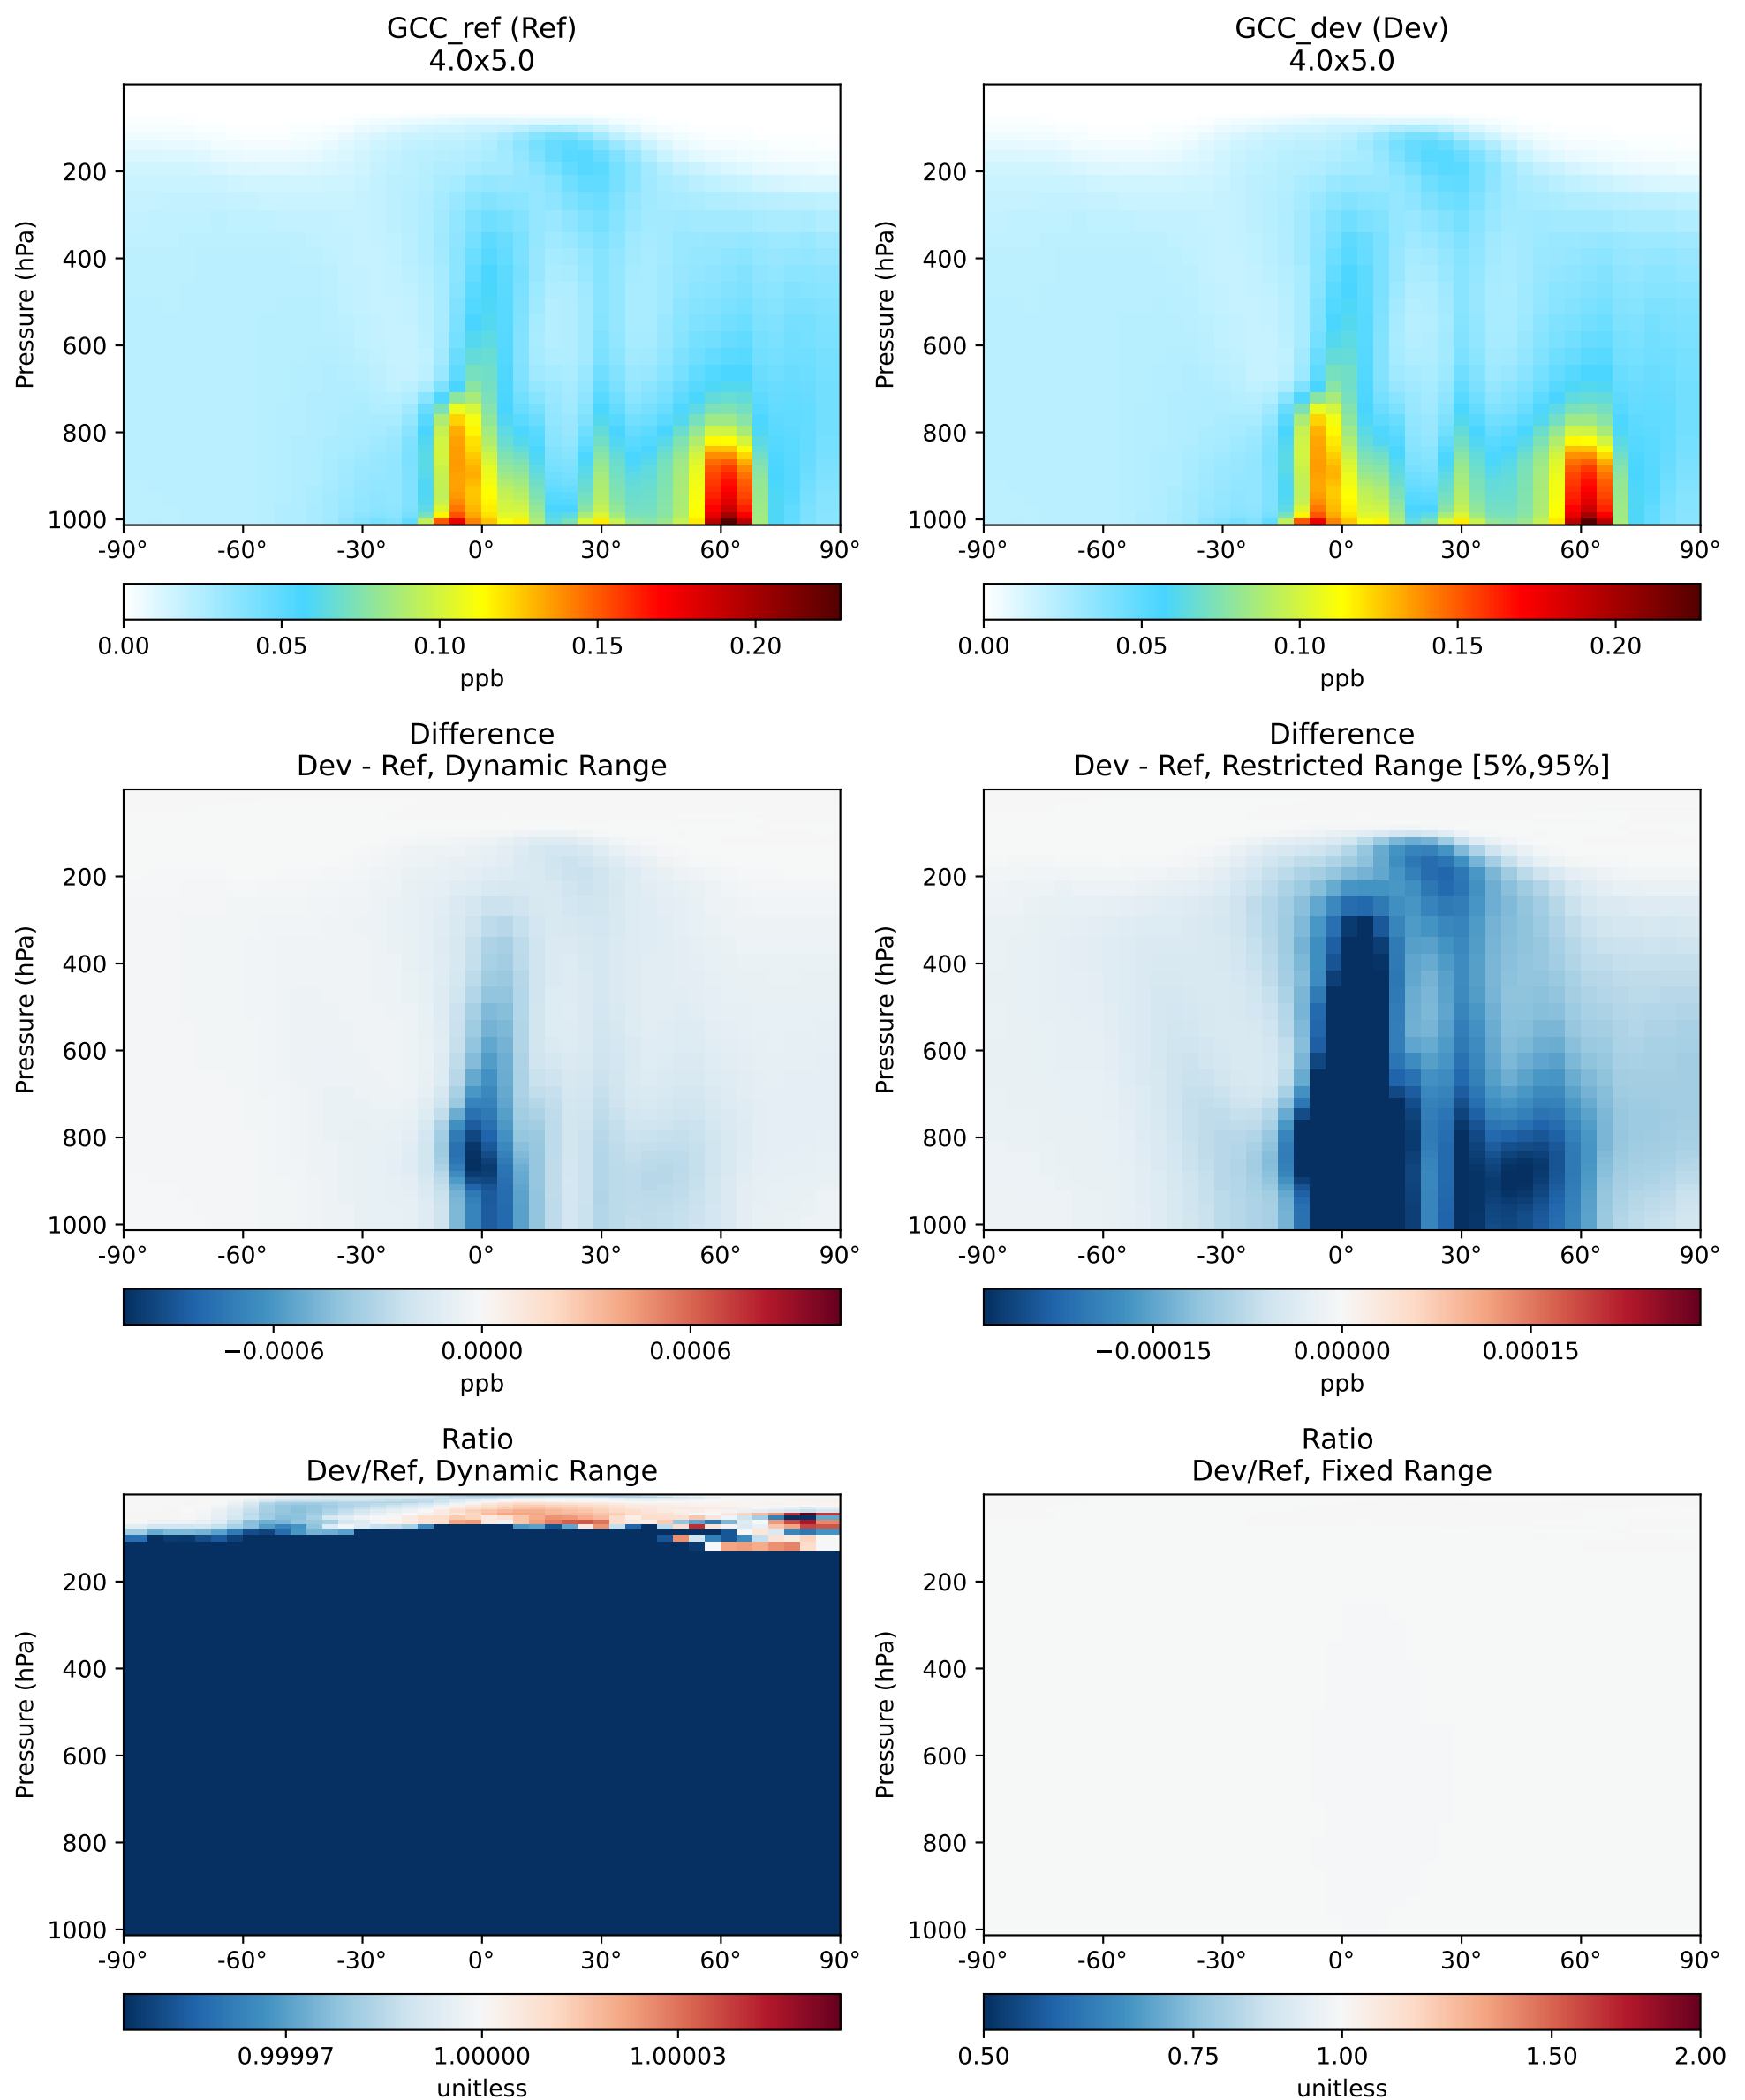 GCC_ref (Ref)
4.0x5.0
GCC_dev (Dev)
4.0x5.0
Pressure (hPa)
200
400
600
800
1000
-90° -60° -30° 0° 30° 60° 90°
0.00 0.05 0.10 0.15 0.20
ppb
Pressure (hPa)
200
400
600
800
1000
-90° -60° -30° 0° 30° 60° 90°
0.00 0.05 0.10 0.15 0.20
ppb
Difference
Dev - Ref, Dynamic Range
Pressure (hPa)
200
400
600
800
1000
-90° -60° -30° 0° 30° 60° 90°
−0.0006 0.0000 0.0006
ppb
Difference
Dev - Ref, Restricted Range [5%,95%]
Pressure (hPa)
200
400
600
800
1000
-90° -60° -30° 0° 30° 60° 90°
−0.00015 0.00000 0.00015
ppb
Ratio
Dev/Ref, Dynamic Range
Pressure (hPa)
200
400
600
800
1000
-90° -60° -30° 0° 30° 60° 90°
0.99997 1.00000 1.00003
unitless
Ratio
Dev/Ref, Fixed Range
Pressure (hPa)
200
400
600
800
1000
-90° -60° -30° 0° 30° 60° 90°
0.50 0.75 1.00 1.50 2.00
unitless